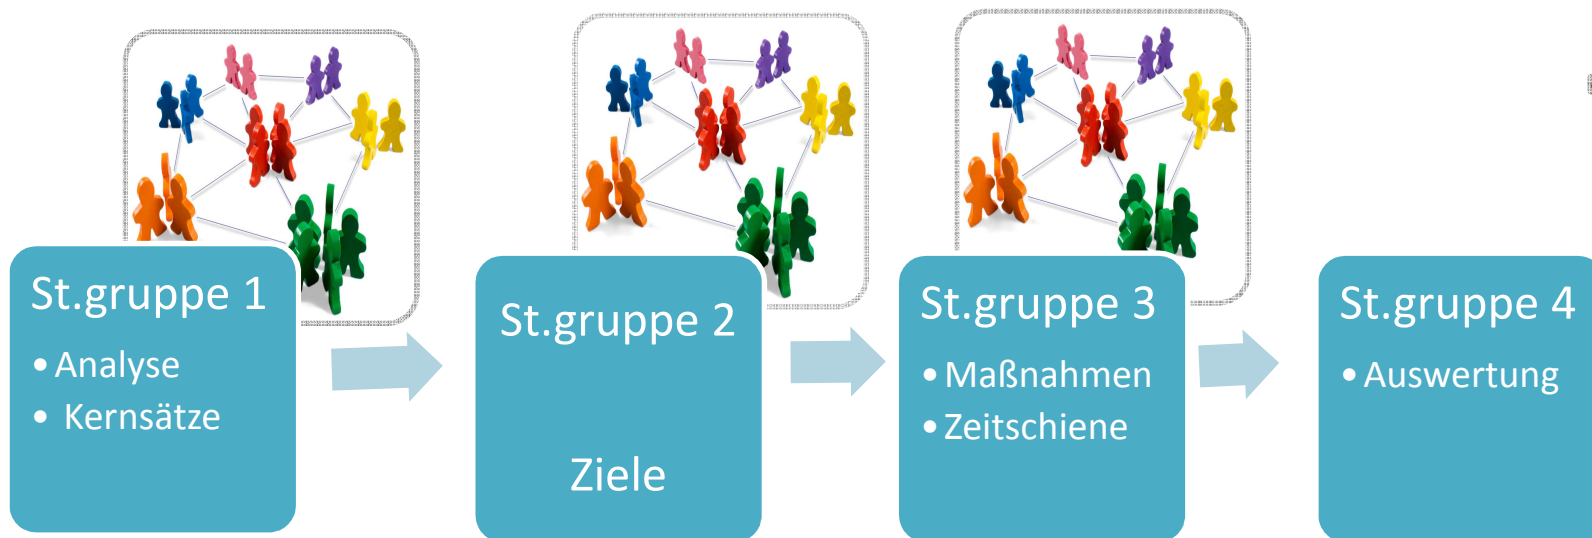 St.gruppe 1
• Analyse
• Kernsätze
St.gruppe 2
Ziele
St.gruppe 3
• Maßnahmen
• Zeitschiene
St.gruppe 4
• Auswertung